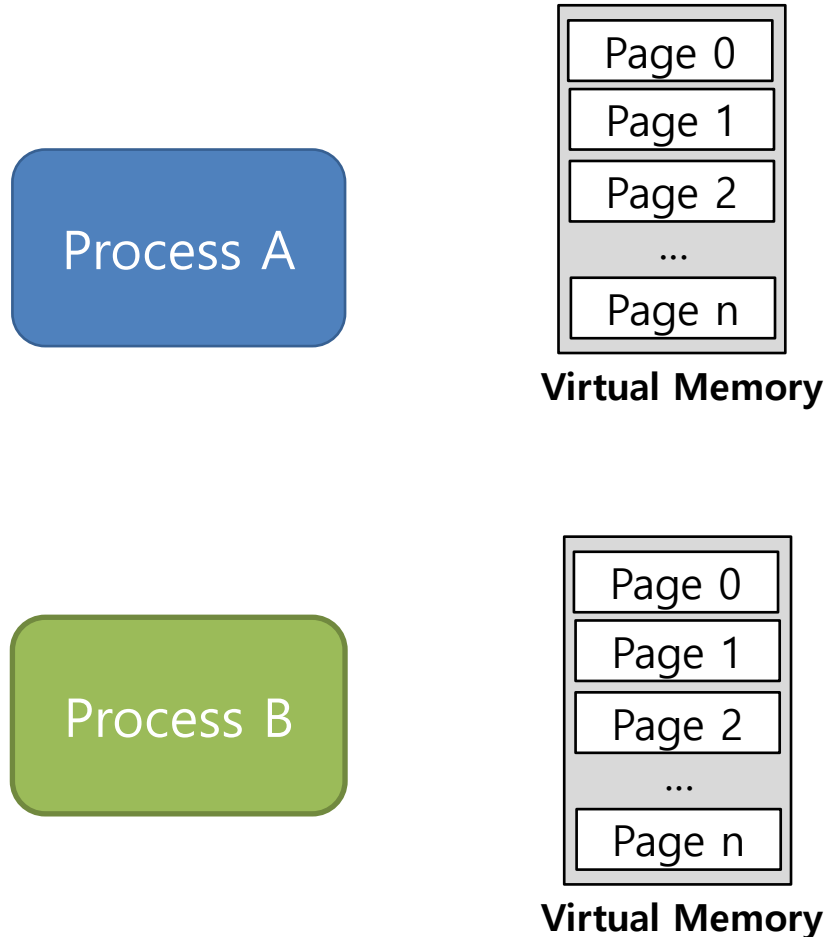 Process A
Page 0
Page 1
Page 2
...
Page n
Virtual Memory
Process B
Page 0
Page 1
Page 2
...
Page n
Virtual Memory